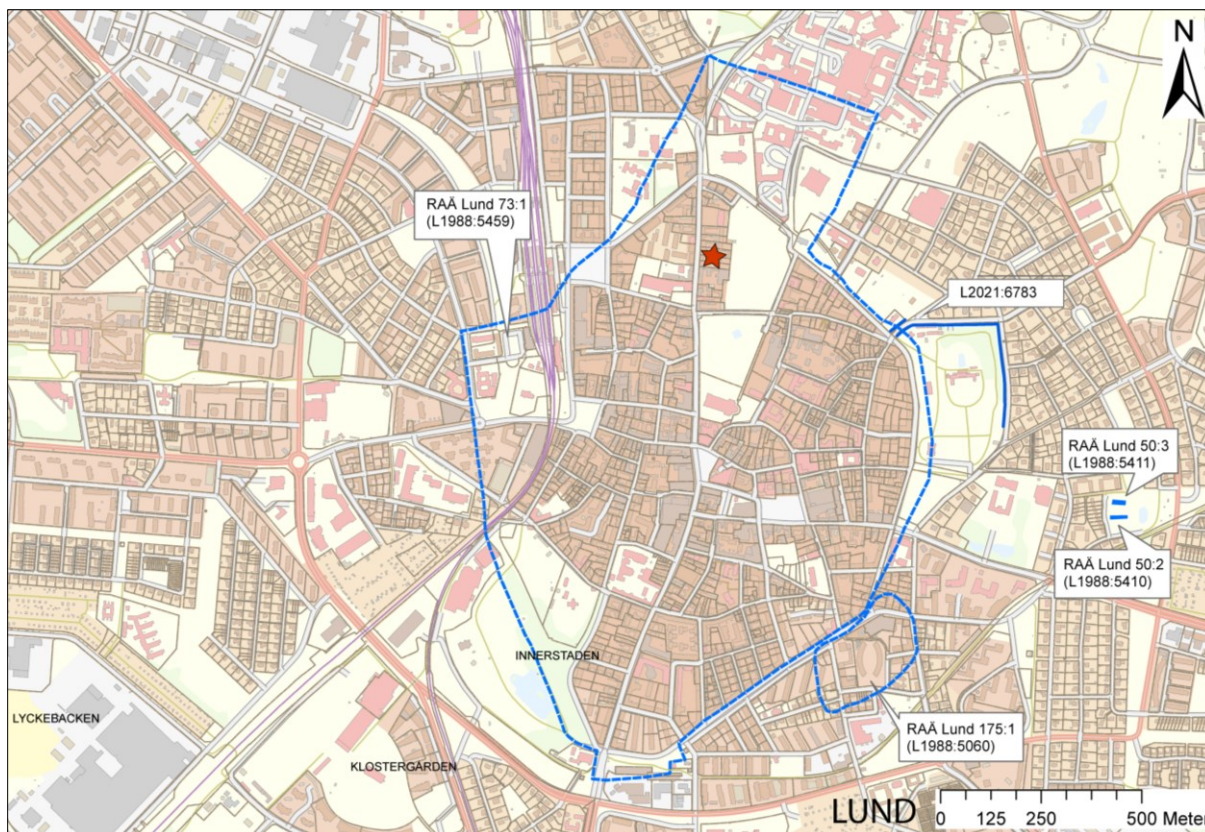 N
RAÄ Lund 73:1
(L1988:5459)
L2021:6783
RAÄ Lund 50:3
(L1988:5411)
RAÄ Lund 50:2
(L1988:5410)
INNERSTADEN
LYCKEBACKEN
KLOSTERGÅRDEN
RAÄ Lund 175:1
(L1988:5060)
LUND
0 125 250 500 Meter